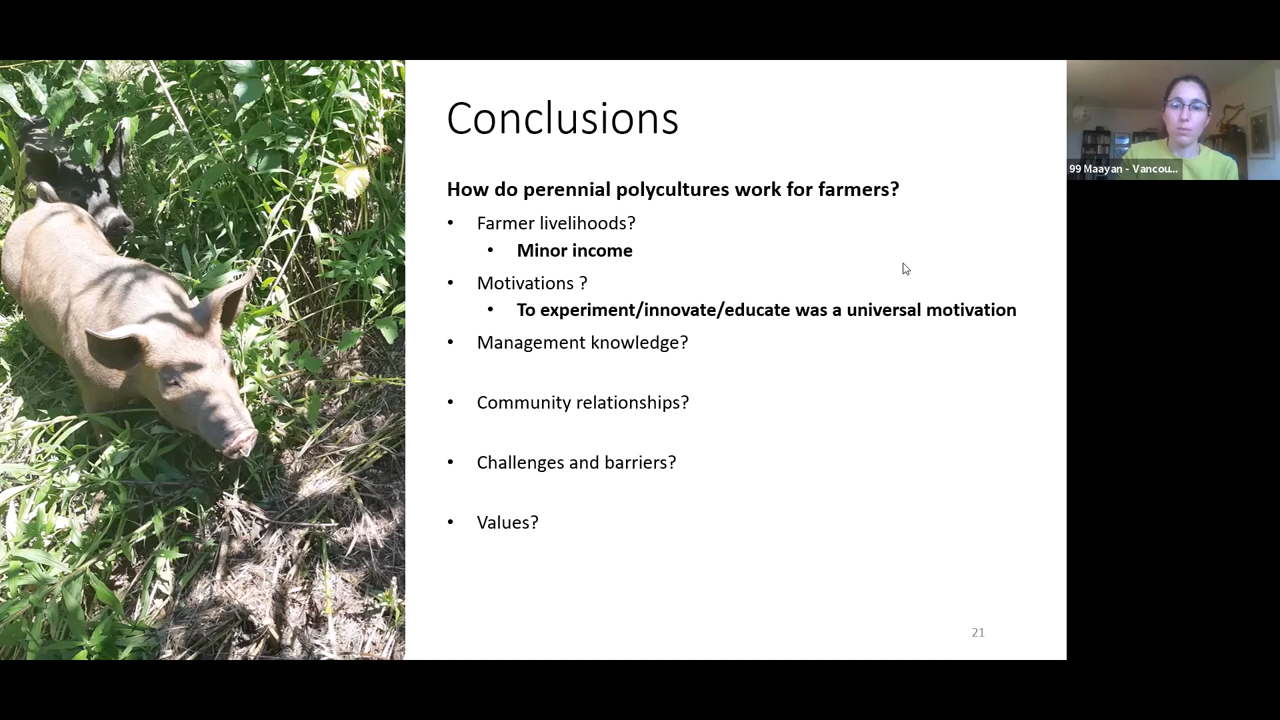 Conclusions
How do perennial polycultures work for farmers?
• Farmer livelihoods?
• Minor income
• Motivations ?
• To experiment/innovate/educate was a universal motivation
• Management knowledge?
• Community relationships?
• Challenges and barriers?
• Values?
21
99 Maayan - Vancou...